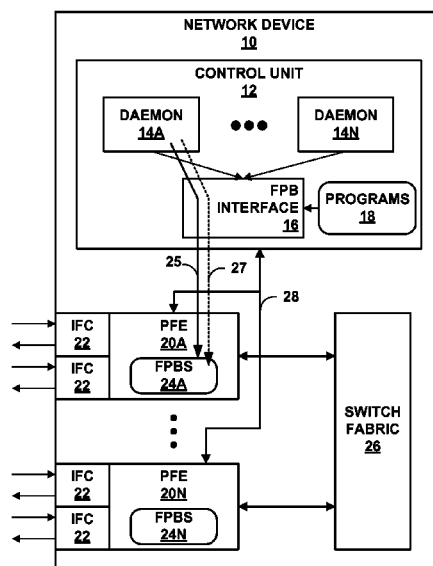 NETWORK DEVICE
10
CONTROL UNIT
12
DAEMON
14A
DAEMON
14N
FPB
INTERFACE
16
PROGRAMS
18
25
27
28
IFC
22
IFC
22
PFE
20A
FPBS
24A
SWITCH
FABRIC
26
IFC
22
IFC
22
PFE
20N
FPBS
24N